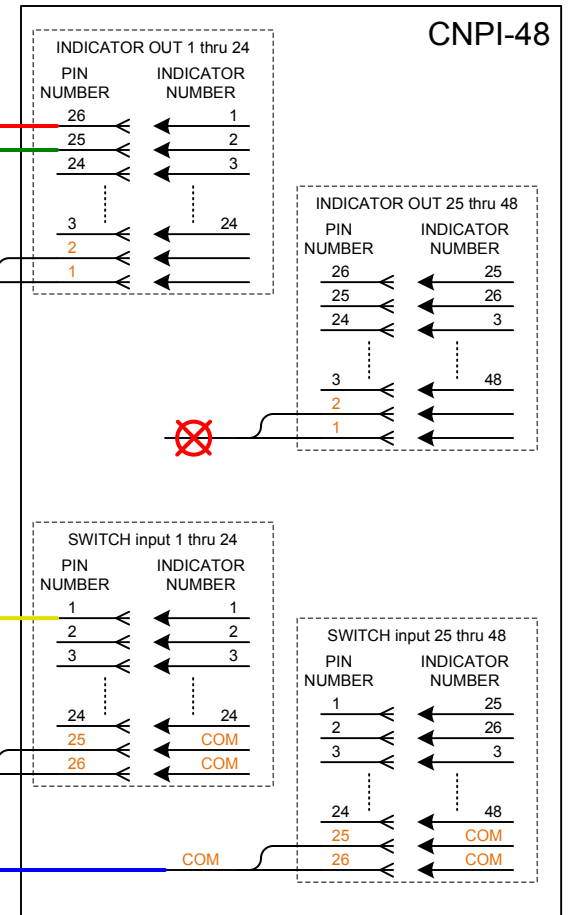 CNPI-48
INDICATOR OUT 1 thru 24
PIN NUMBER INDICATOR NUMBER
26 1
25 2
24 3
3 24
2
1
INDICATOR OUT 25 thru 48
PIN NUMBER INDICATOR NUMBER
26 25
25 26
24 3
3 48
2
1
SWITCH input 1 thru 24
PIN NUMBER INDICATOR NUMBER
1 1
2 2
3 3
24 24
25 COM
26 COM
SWITCH input 25 thru 48
PIN NUMBER INDICATOR NUMBER
1 25
2 26
3 3
24 48
25 COM
26 COM
COM